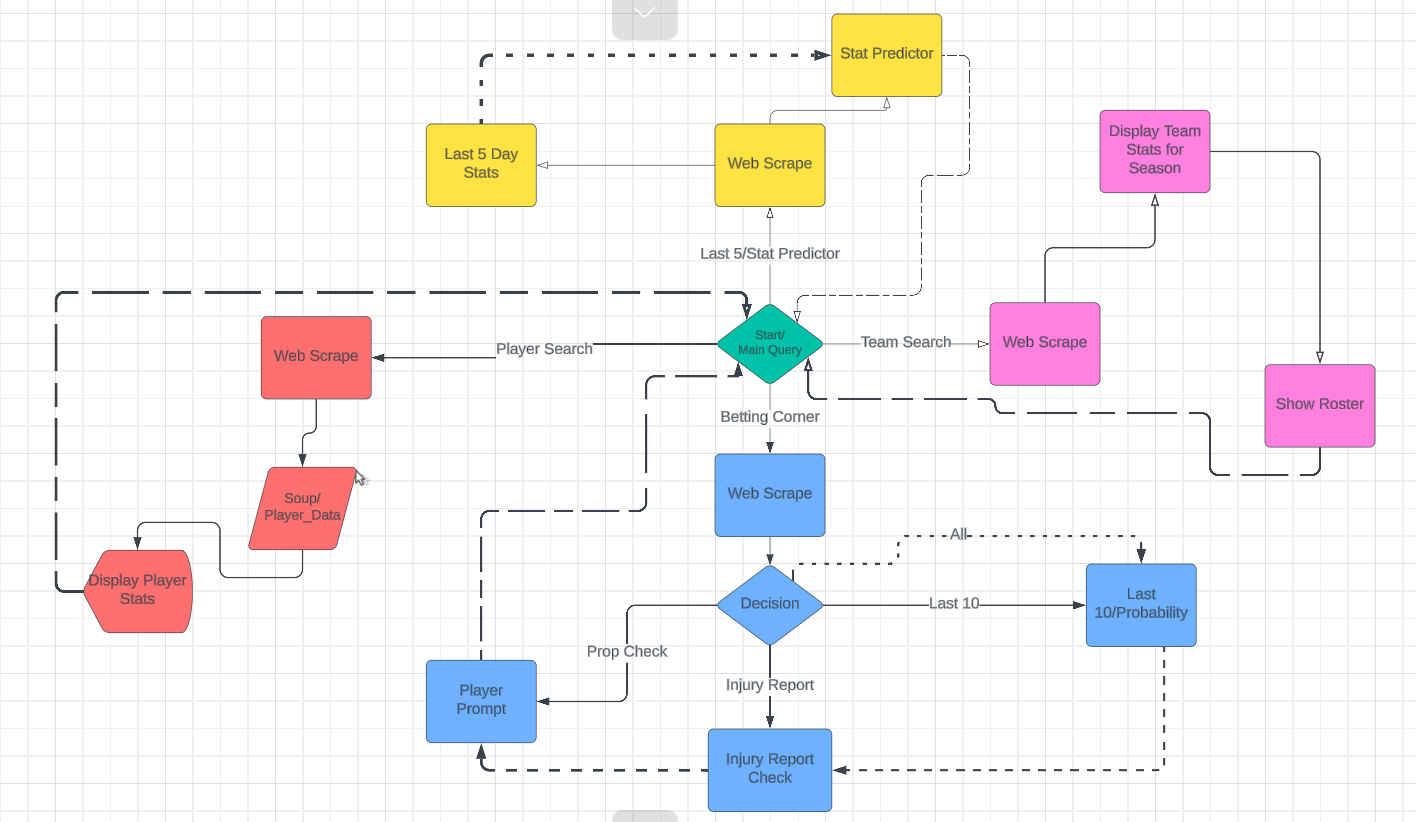 Stat Predictor
Display Team
Stats for
Season
Last 5 Day
Stats
Web Scrape
Last 5/Stat Predictor
Start/
Main Query
Team Search
Web Scrape
Player Search
Web Scrape
Show Roster
Betting Corner
Web Scrape
Soup/
Player_Data
All
Display Player
Stats
Decision
Last 10
Last
10/Probability
Prop Check
Player
Prompt
Injury Report
Injury Report
Check